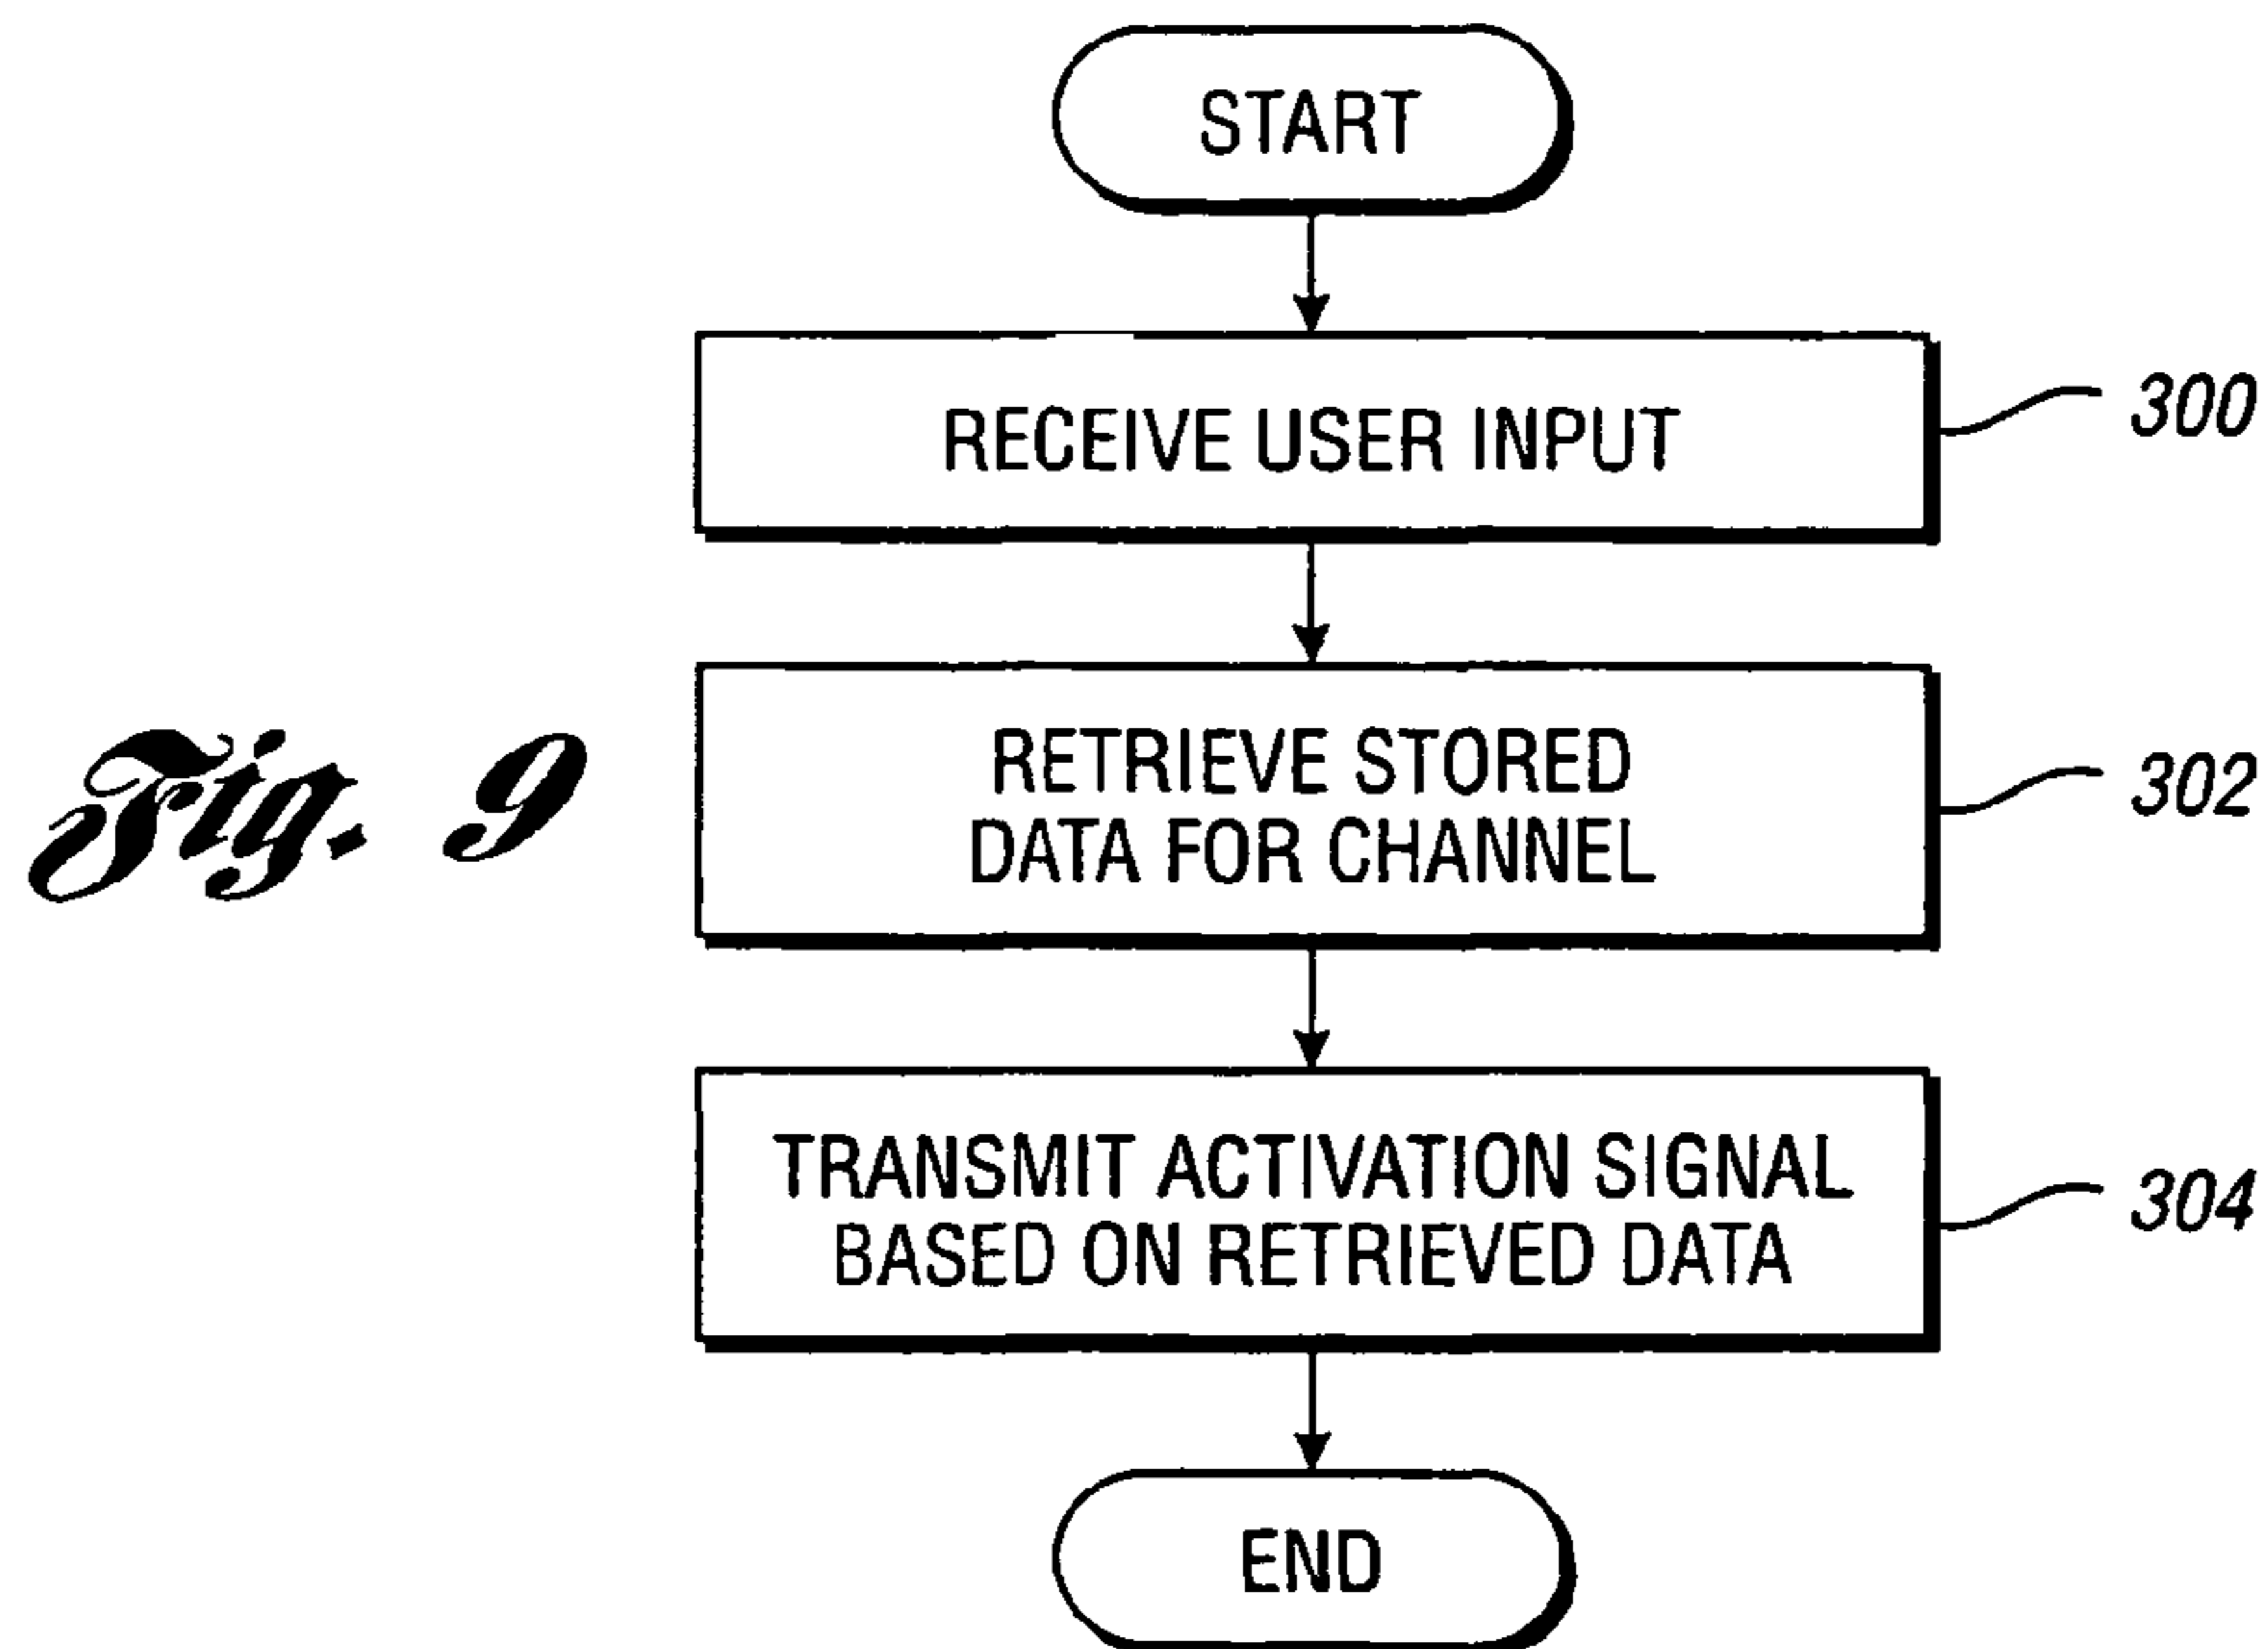 START
RECEIVE USER INPUT
300
Fig. 9
RETRIEVE STORED
DATA FOR CHANNEL
302
TRANSMIT ACTIVATION SIGNAL
BASED ON RETRIEVED DATA
304
END